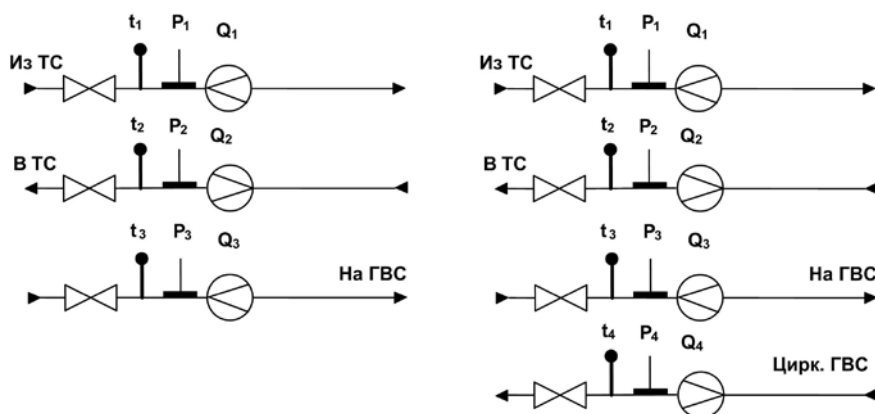 t₁ P₁ Q₁
Из ТС
t₂ P₂ Q₂
В ТС
t₃ P₃ Q₃
На ГВС
t₁ P₁ Q₁
Из ТС
t₂ P₂ Q₂
В ТС
t₃ P₃ Q₃
На ГВС
t₄ P₄ Q₄
Цирк. ГВС